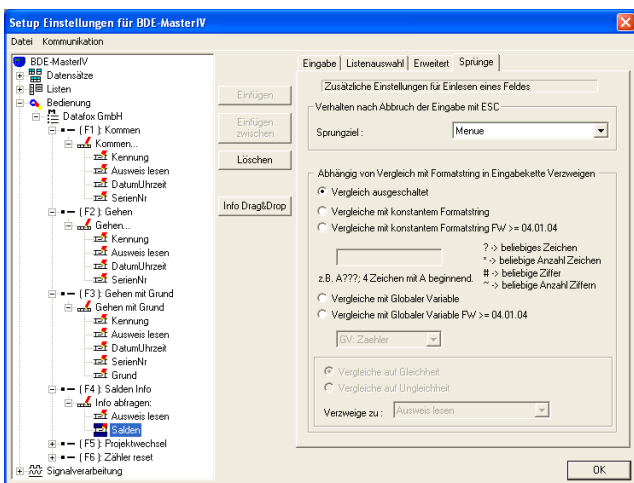 Setup Einstellungen für BDE-MasterIV
Datei Kommunikation
BDE-MasterIV
Datensätze
Listen
Bedienung
Datafox GmbH
( F1 ): Kommen
Kommen...
Kennung
Ausweis lesen
DatumUhrzeit
SerienNr
( F2 ): Gehen
Gehen...
Kennung
Ausweis lesen
DatumUhrzeit
SerienNr
( F3 ): Gehen mit Grund
Gehen mit Grund
Kennung
Ausweis lesen
DatumUhrzeit
SerienNr
Grund
( F4 ): Salden Info
Info abfragen:
Ausweis lesen
Salden
( F5 ): Projektwechsel
( F6 ): Zähler reset
Signalverarbeitung
Einfügen
Einfügen
zwischen
Löschen
Info Drag&Drop
Eingabe Listenauswahl Erweitert Sprünge
Zusätzliche Einstellungen für Einlesen eines Feldes
Verhalten nach Abbruch der Eingabe mit ESC
Sprungziel : Menue
Abhängig von Vergleich mit Formatstring in Eingabekette Verzweigen
Vergleich ausgeschaltet
Vergleiche mit konstantem Formatstring
Vergleiche mit konstantem Formatstring FW >= 04.01.04
? -> beliebiges Zeichen
* -> beliebige Anzahl Zeichen
# -> beliebige Ziffer
~ -> beliebige Anzahl Ziffern
z.B. A???; 4 Zeichen mit A beginnend.
Vergleiche mit Globaler Variable
Vergleiche mit Globaler Variable FW >= 04.01.04
GV: Zaehler
Vergleiche auf Gleichheit
Vergleiche auf Ungleichheit
Verzweige zu : Ausweis lesen
OK